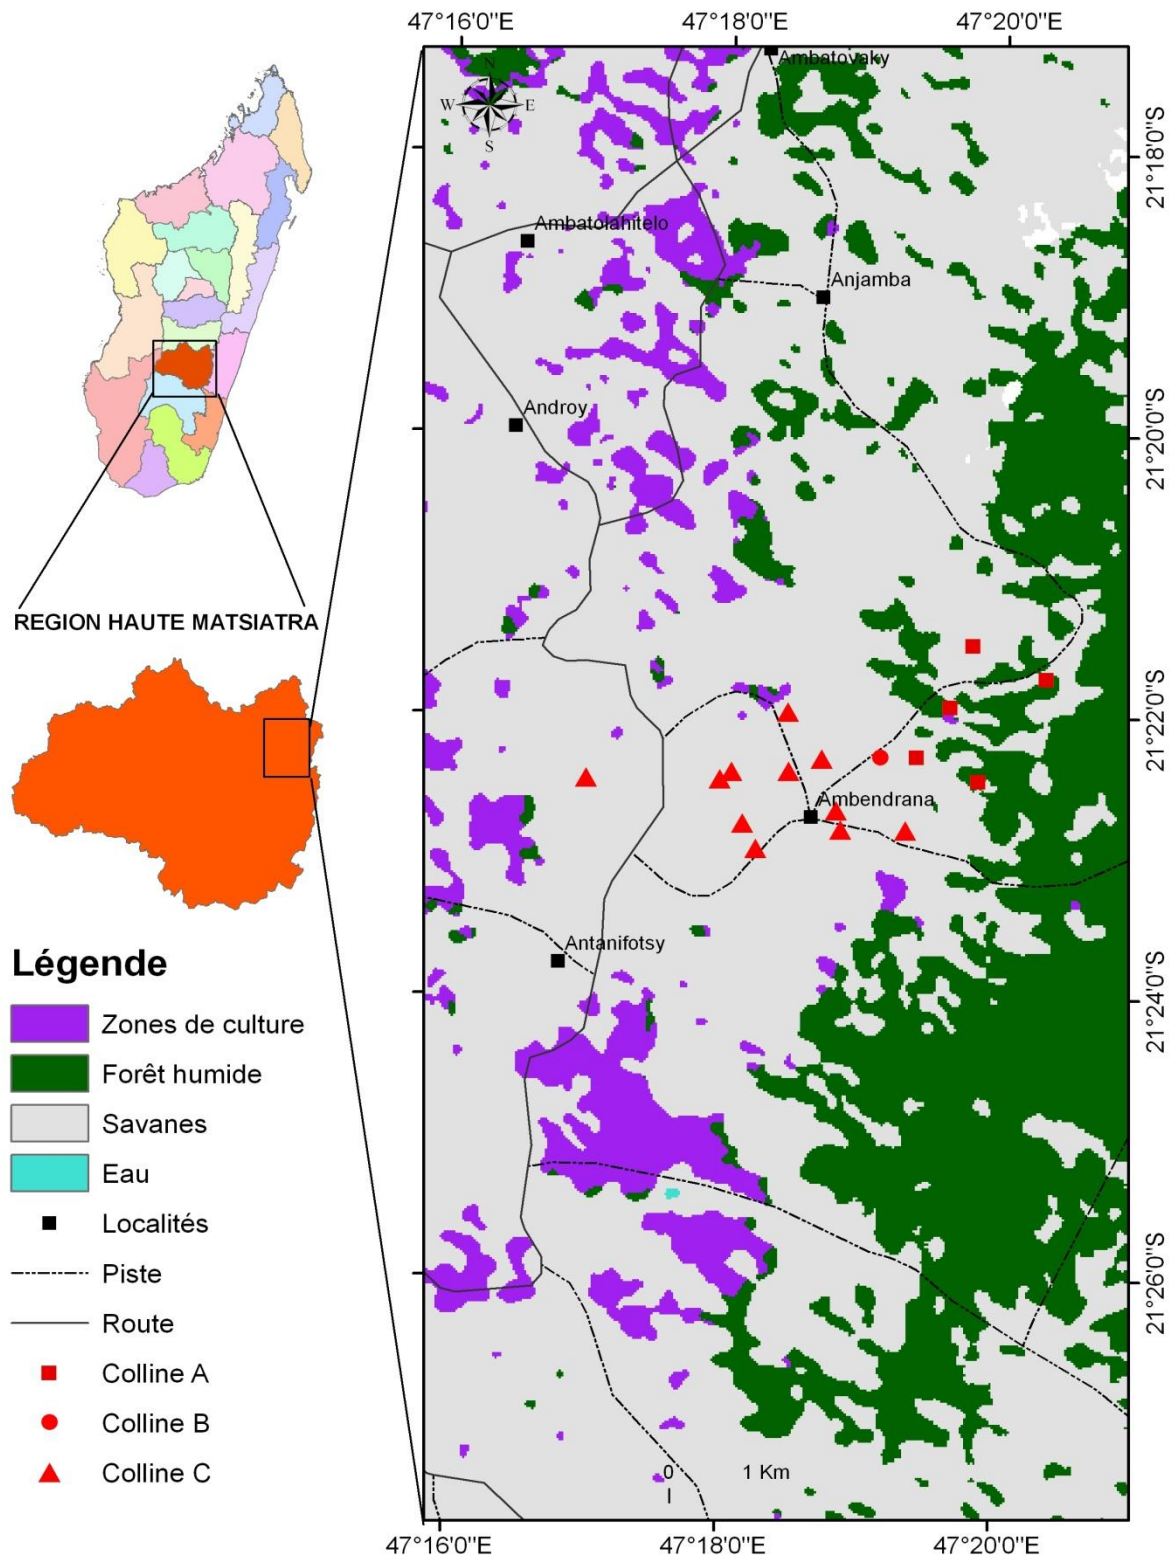 47°16'0"E 47°18'0"E 47°20'0"E
N
W E
S
Ambatovaky
21°18'0"S
Ambatolahitelo
Anjamba
Androy
21°20'0"S
REGION HAUTE MATSIATRA
21°22'0"S
Ambendrana
Antanifotsy
21°24'0"S
21°26'0"S
Légende
Zones de culture
Forêt humide
Savanes
Eau
Localités
Piste
Route
Colline A
Colline B
Colline C
0 1 Km
47°16'0"E 47°18'0"E 47°20'0"E